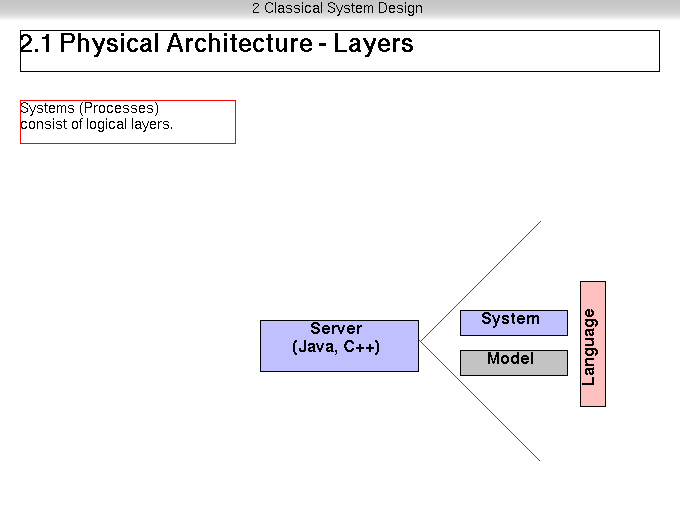 2 Classical System Design
2.1 Physical Architecture - Layers
Systems (Processes)
consist of logical layers.
Server
(Java, C++)
System
Model
Language